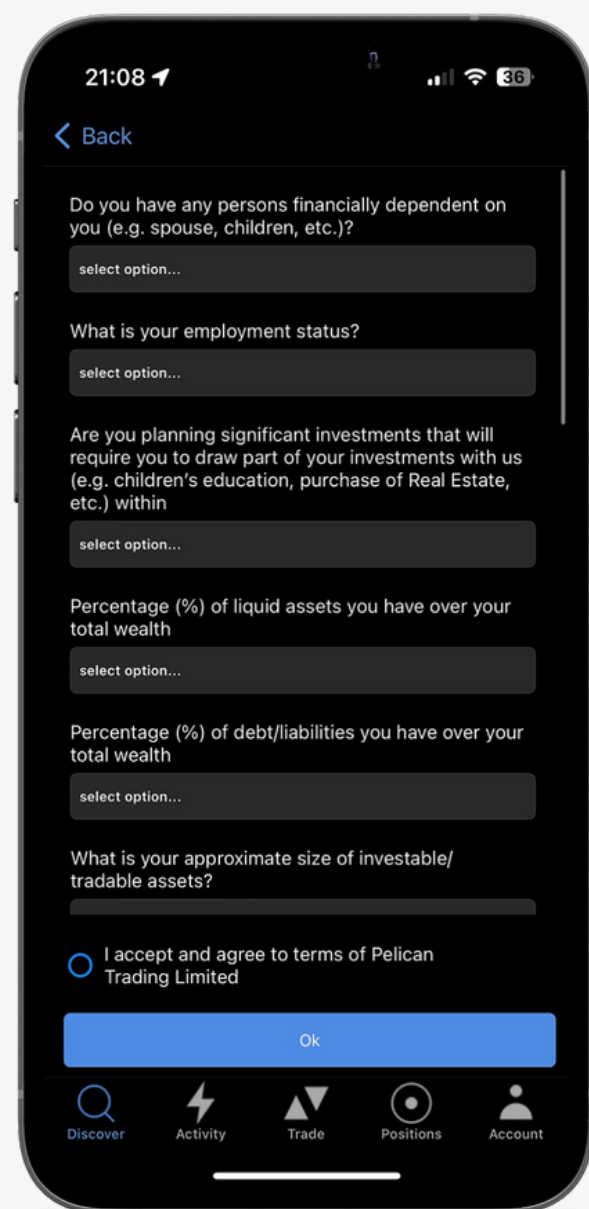 21:08
36
Back
Do you have any persons financially dependent on
you (e.g. spouse, children, etc.)?
select option...
What is your employment status?
select option...
Are you planning significant investments that will
require you to draw part of your investments with us
(e.g. children's education, purchase of Real Estate,
etc.) within
select option...
Percentage (%) of liquid assets you have over your
total wealth
select option...
Percentage (%) of debt/liabilities you have over your
total wealth
select option...
What is your approximate size of investable/
tradable assets?
I accept and agree to terms of Pelican
Trading Limited
Ok
Discover
Activity
Trade
Positions
Account